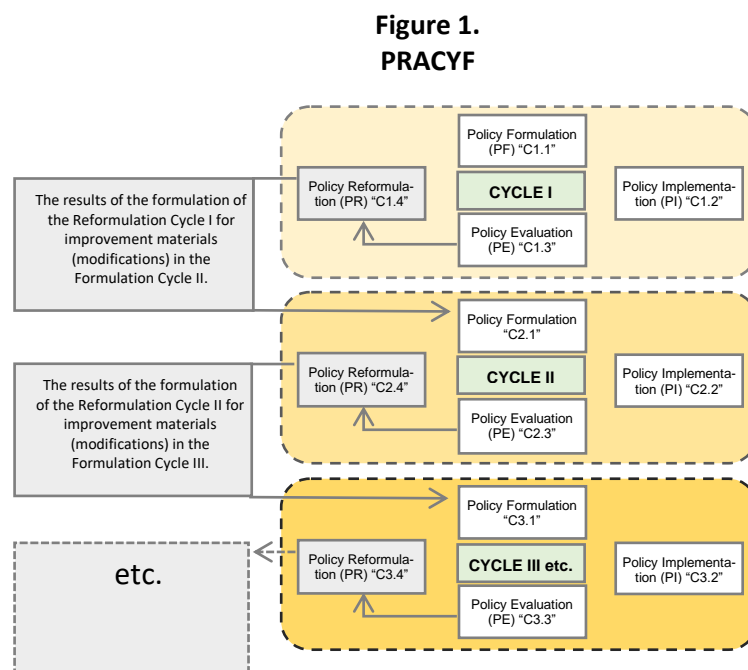 Figure 1.
PRACYF
Policy Formulation
(PF) “C1.1”
Policy Reformula-
tion (PR) “C1.4”
CYCLE I
Policy Implementa-
tion (PI) “C1.2”
Policy Evaluation
(PE) “C1.3”
The results of the formulation of
the Reformulation Cycle I for
improvement materials
(modifications) in the
Formulation Cycle II.
Policy Formulation
“C2.1”
Policy Reformula-
tion (PR) “C2.4”
CYCLE II
Policy Implementa-
tion (PI) “C2.2”
Policy Evaluation
(PE) “C2.3”
The results of the formulation
of the Reformulation Cycle II for
improvement materials
(modifications) in the
Formulation Cycle III.
Policy Formulation
“C3.1”
Policy Reformula-
tion (PR) “C3.4”
CYCLE III etc.
Policy Implementa-
tion (PI) “C3.2”
Policy Evaluation
(PE) “C3.3”
etc.